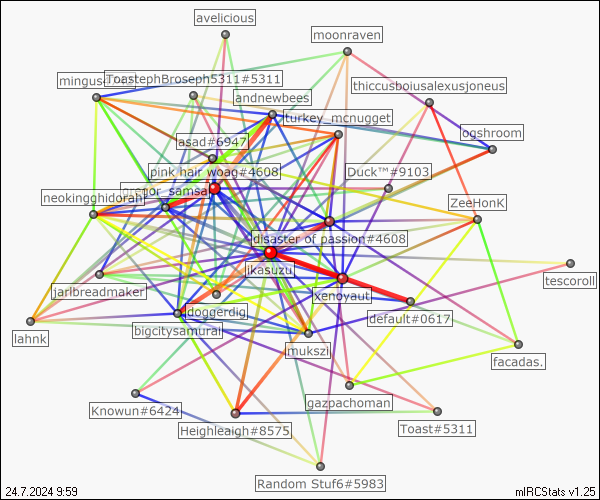 avelicious
moonraven
ToastephBroseph5311#5311
thiccusboiusalexusjoneus
andnewbees
turkey_mcnugget
ogshroom
asad#6947
pink hair woag#4608
Duck™#9103
gregor_samsa
neokingghidorah
ZeeHonK
disaster of passion#4608
likasuzu
tescoroll
jarlbreadmaker
xenoyaut
doggerdig
default#0617
lahnk
bigcitysamurai
mukszi
facadas.
gazpachoman
Knowun#6424
Heighleaigh#8575
Toast#5311
Random Stuf6#5983
24.7.2024 9:59
mIRCStats v1.25